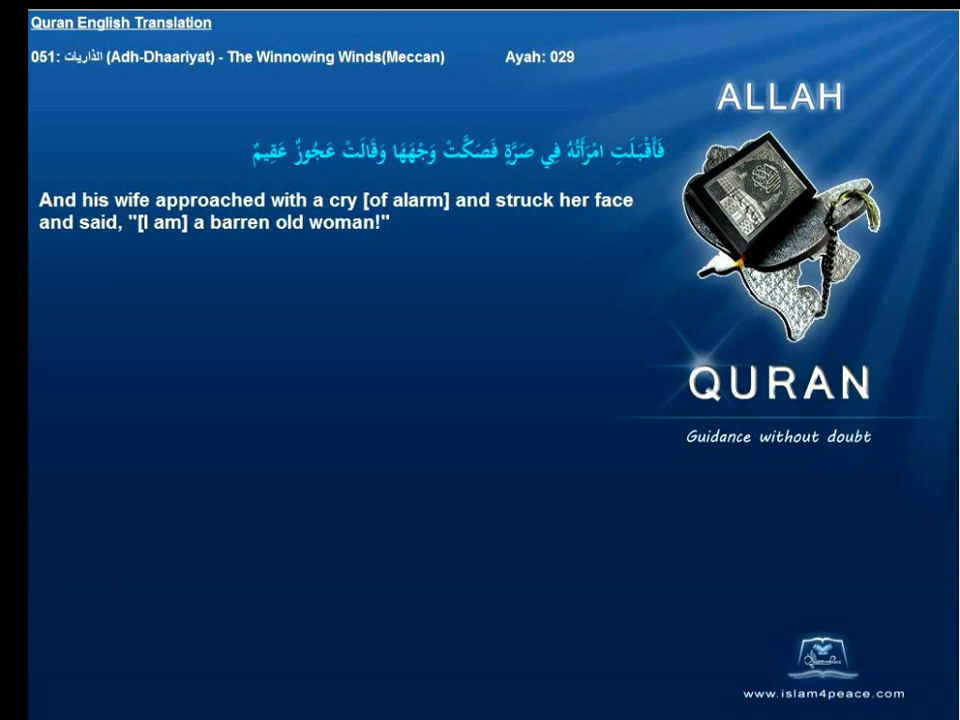 Quran English Translation
051: الذاريات (Adh-Dhaariyat) - The Winnowing Winds(Meccan) Ayah: 029
ALLAH
فَأَقْبَلَتِ امْرَأَتُهُ فِي صَرَّةٍ فَصَكَّتْ وَجْهَهَا وَقَالَتْ عَجُوزٌ عَقِيمٌ
And his wife approached with a cry [of alarm] and struck her face
and said, "[I am] a barren old woman!"
QURAN
Guidance without doubt
www.islam4peace.com